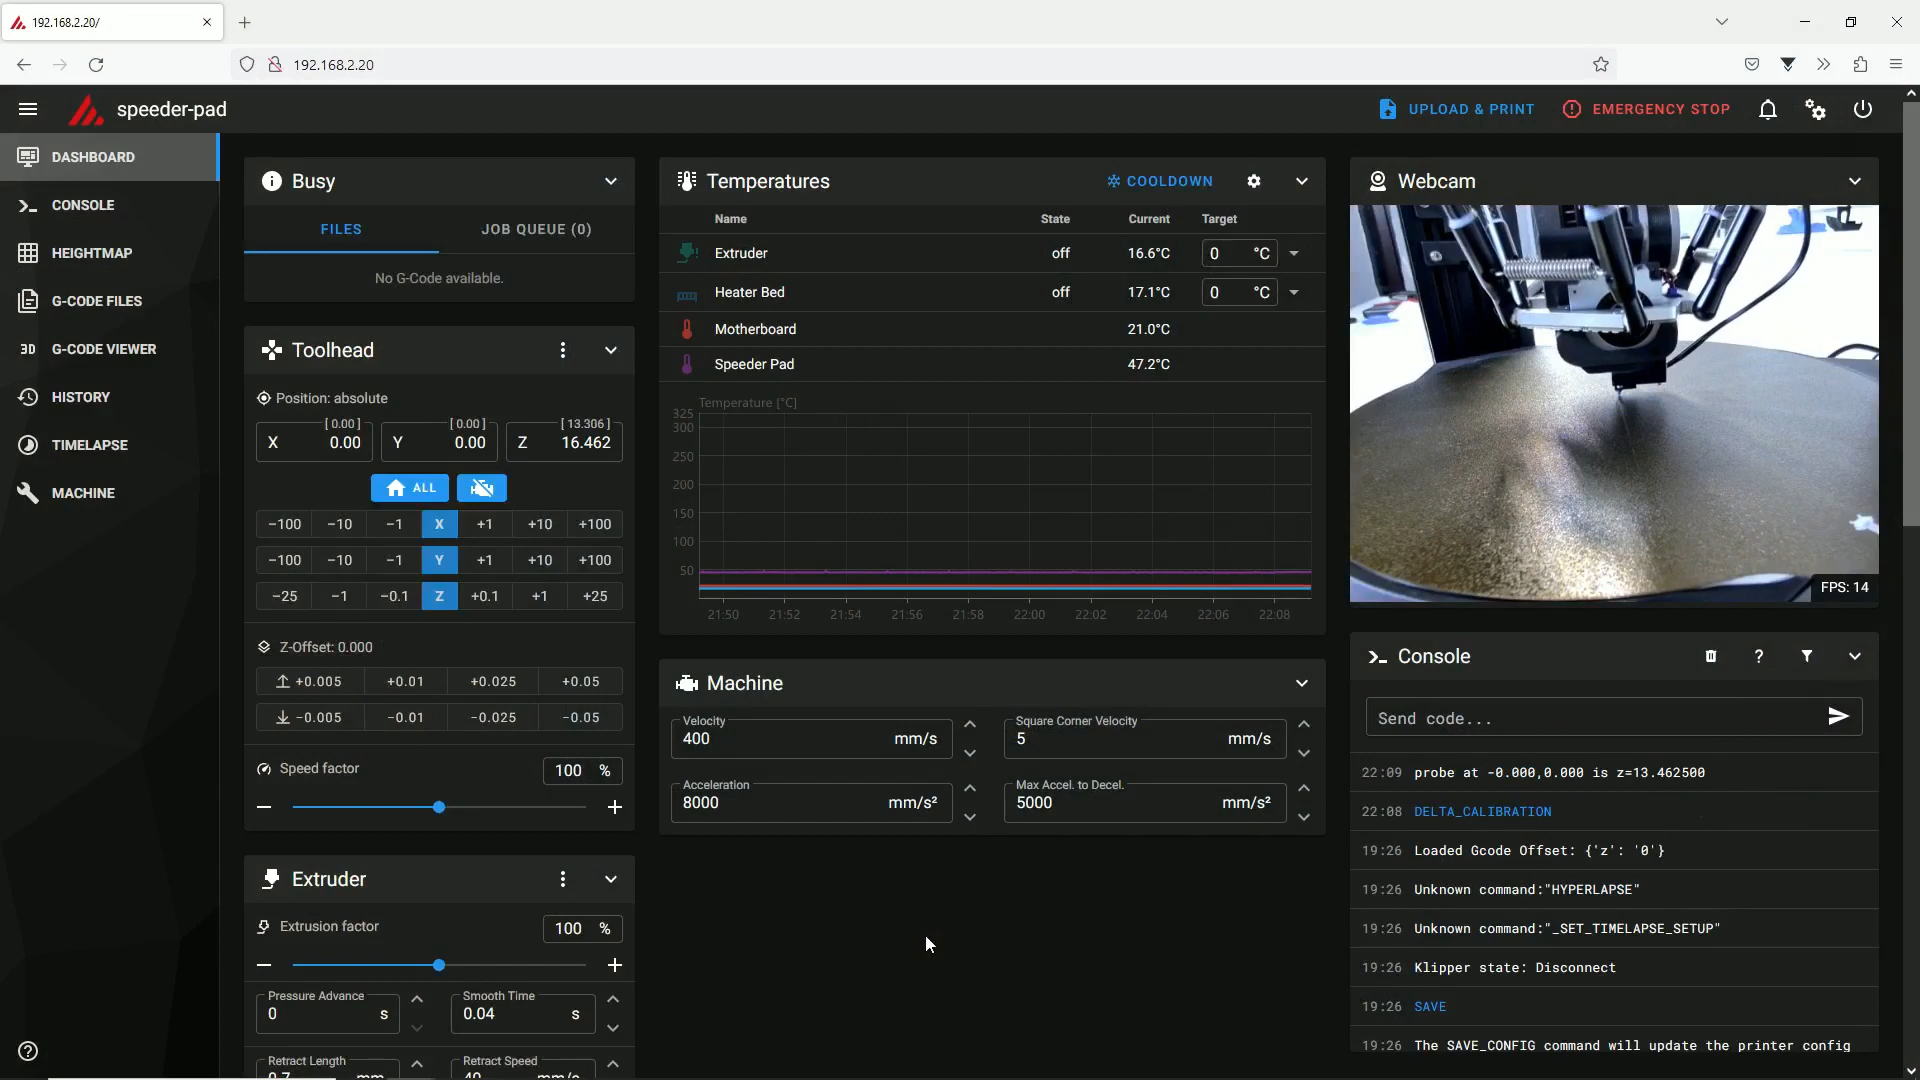 192.168.2.20/
192.168.2.20
speeder-pad
UPLOAD & PRINT
EMERGENCY STOP
DASHBOARD
CONSOLE
HEIGHTMAP
G-CODE FILES
3D G-CODE VIEWER
HISTORY
TIMELAPSE
MACHINE
Busy
FILES JOB QUEUE (0)
No G-Code available.
Toolhead
Position: absolute
[ 0.00 ] [ 0.00 ] [ 13.306 ]
X 0.00 Y 0.00 Z 16.462
ALL
−100 −10 −1 X +1 +10 +100
−100 −10 −1 Y +1 +10 +100
−25 −1 −0.1 Z +0.1 +1 +25
Z-Offset: 0.000
+0.005 +0.01 +0.025 +0.05
−0.005 −0.01 −0.025 −0.05
Speed factor 100 %
Extruder
Extrusion factor 100 %
Pressure Advance Smooth Time
0 s 0.04 s
Retract Length Retract Speed
0.7 mm 40 mm/s
Temperatures
COOLDOWN
Name State Current Target
Extruder off 16.6°C 0 °C
Heater Bed off 17.1°C 0 °C
Motherboard 21.0°C
Speeder Pad 47.2°C
Temperature [°C]
325
300
250
200
150
100
50
21:50 21:52 21:54 21:56 21:58 22:00 22:02 22:04 22:06 22:08
Machine
Velocity Square Corner Velocity
400 mm/s 5 mm/s
Acceleration Max Accel. to Decel.
8000 mm/s² 5000 mm/s²
Webcam
FPS: 14
Console
Send code...
22:09 probe at -0.000,0.000 is z=13.462500
22:08 DELTA_CALIBRATION
19:26 Loaded Gcode Offset: {'z': '0'}
19:26 Unknown command:"HYPERLAPSE"
19:26 Unknown command:"_SET_TIMELAPSE_SETUP"
19:26 Klipper state: Disconnect
19:26 SAVE
19:26 The SAVE_CONFIG command will update the printer config